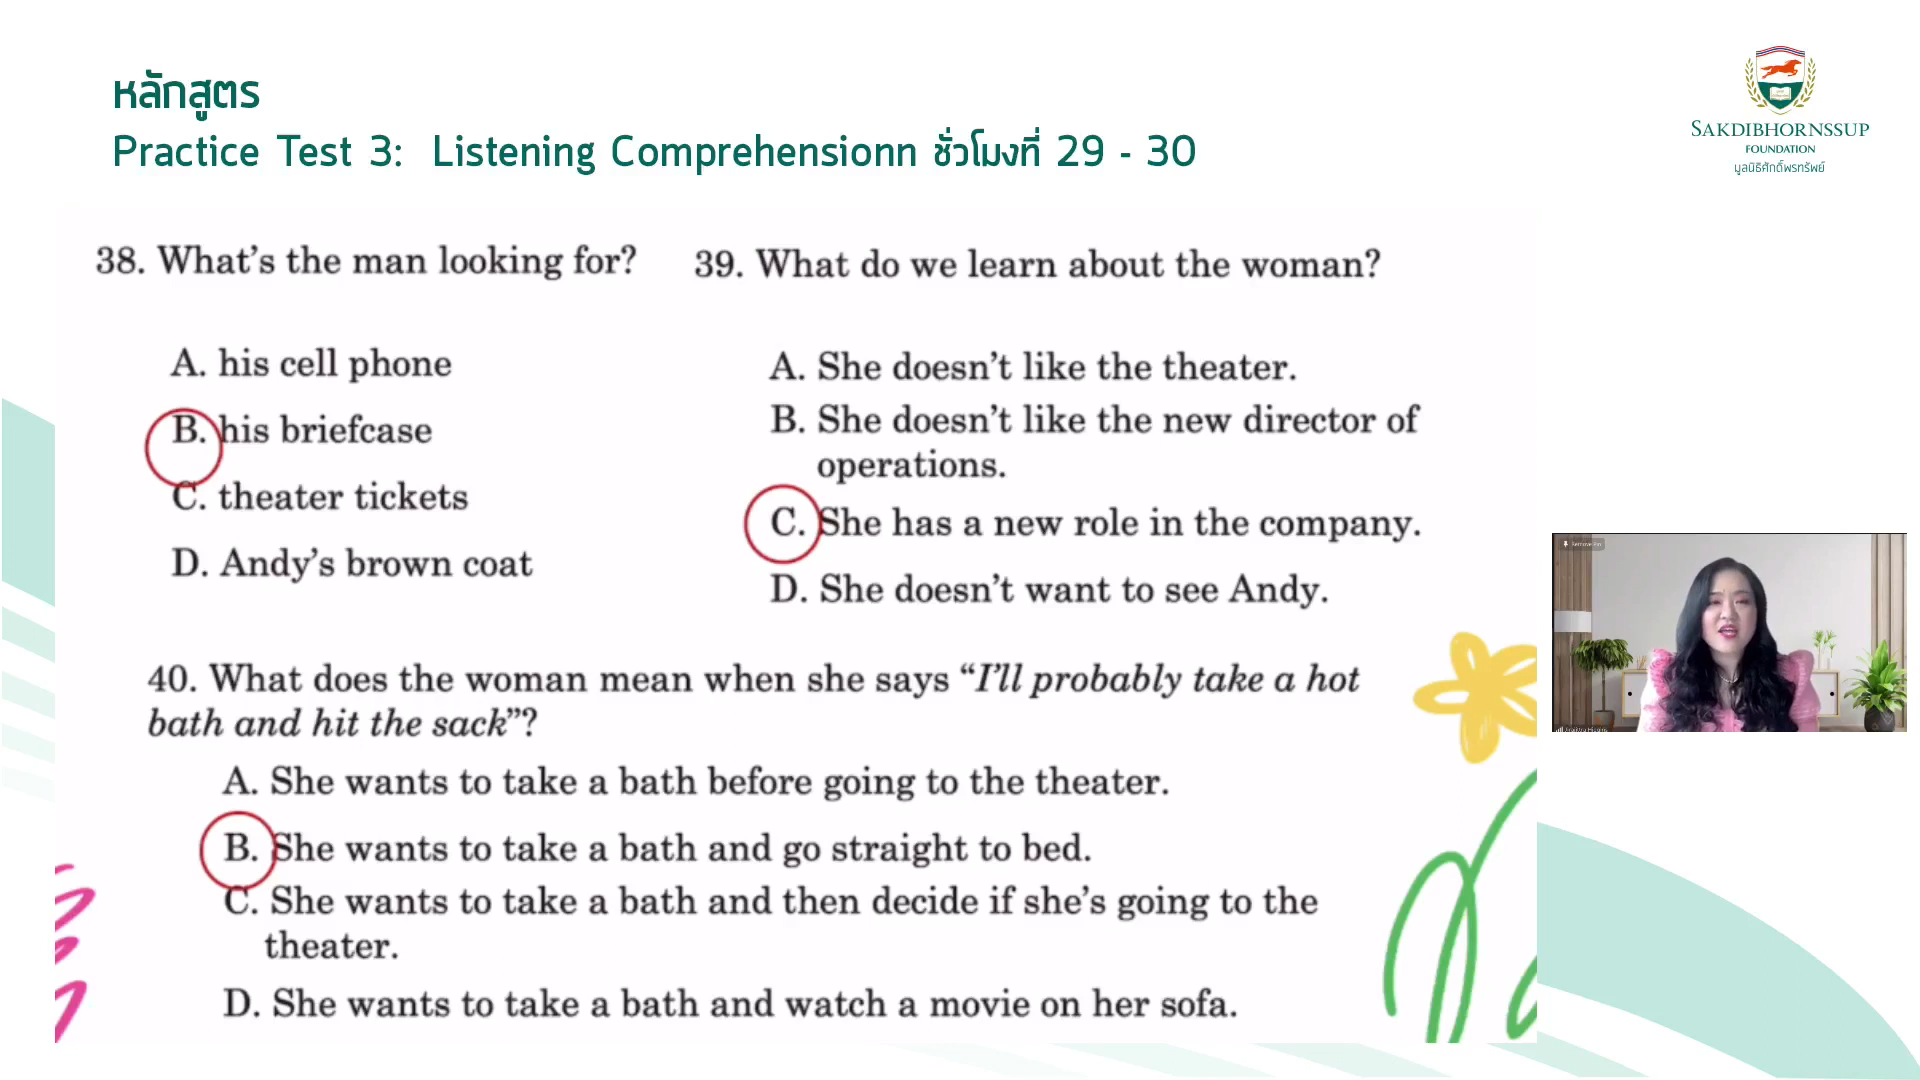 หลักสูตร
Practice Test 3: Listening Comprehensionn ชั่วโมงที่ 29 - 30
SAKDIBHORNSSUP
FOUNDATION
มูลนิธิศักดิ์พรทรัพย์
38. What's the man looking for?
A. his cell phone
B. his briefcase
C. theater tickets
D. Andy's brown coat
39. What do we learn about the woman?
A. She doesn't like the theater.
B. She doesn't like the new director of
operations.
C. She has a new role in the company.
D. She doesn't want to see Andy.
40. What does the woman mean when she says “I'll probably take a hot
bath and hit the sack”?
A. She wants to take a bath before going to the theater.
B. She wants to take a bath and go straight to bed.
C. She wants to take a bath and then decide if she's going to the
theater.
D. She wants to take a bath and watch a movie on her sofa.